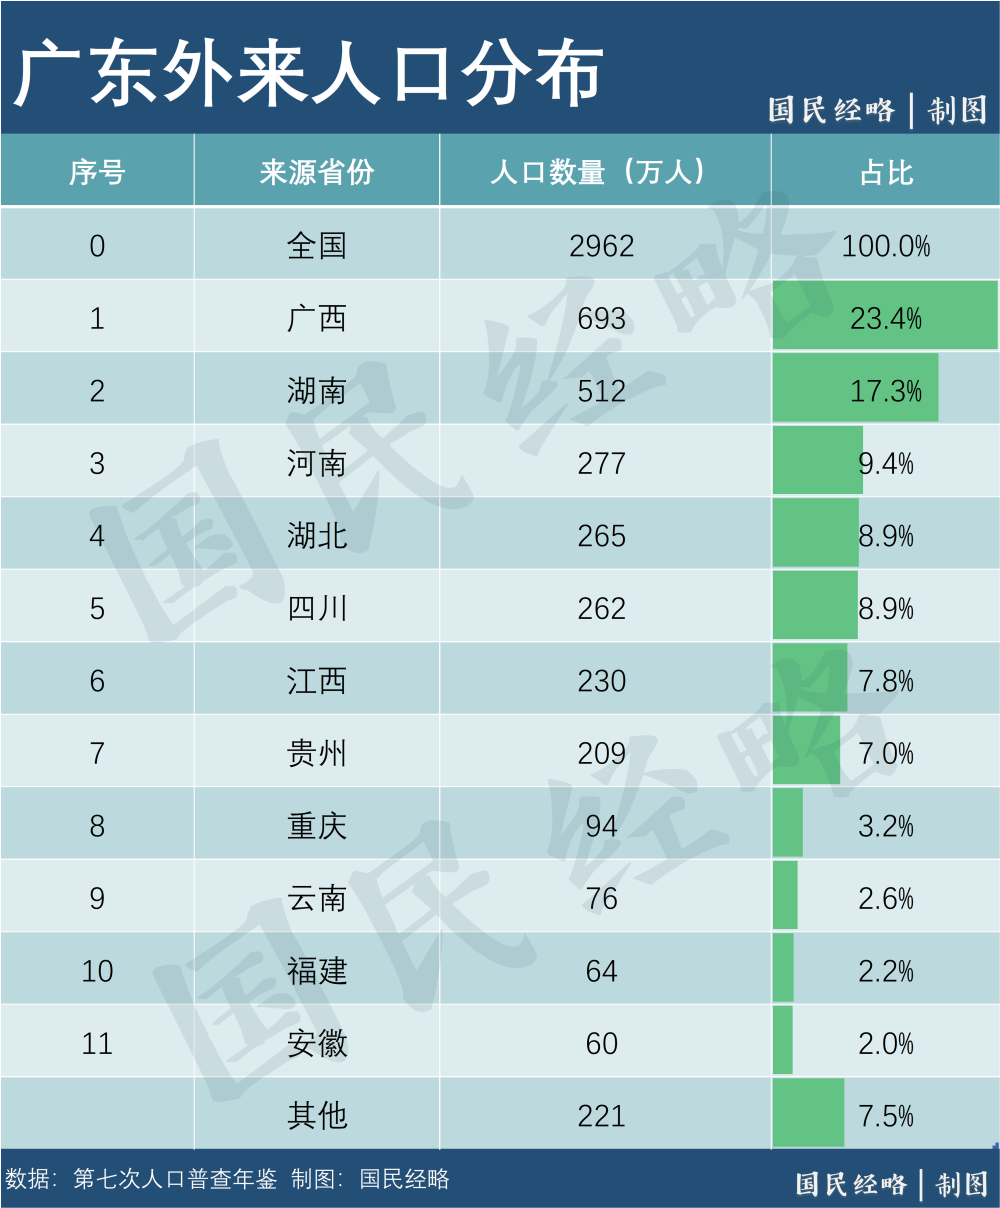 广东外来人口分布
国民经略|制图
序号 来源省份 人口数量（万人） 占比
0 全国 2962 100.0%
1 广西 693 23.4%
2 湖南 512 17.3%
3 河南 277 9.4%
4 湖北 265 8.9%
5 四川 262 8.9%
6 江西 230 7.8%
7 贵州 209 7.0%
8 重庆 94 3.2%
9 云南 76 2.6%
10 福建 64 2.2%
11 安徽 60 2.0%
其他 221 7.5%
国民经略
国民经略
数据：第七次人口普查年鉴 制图：国民经略
国民经略|制图